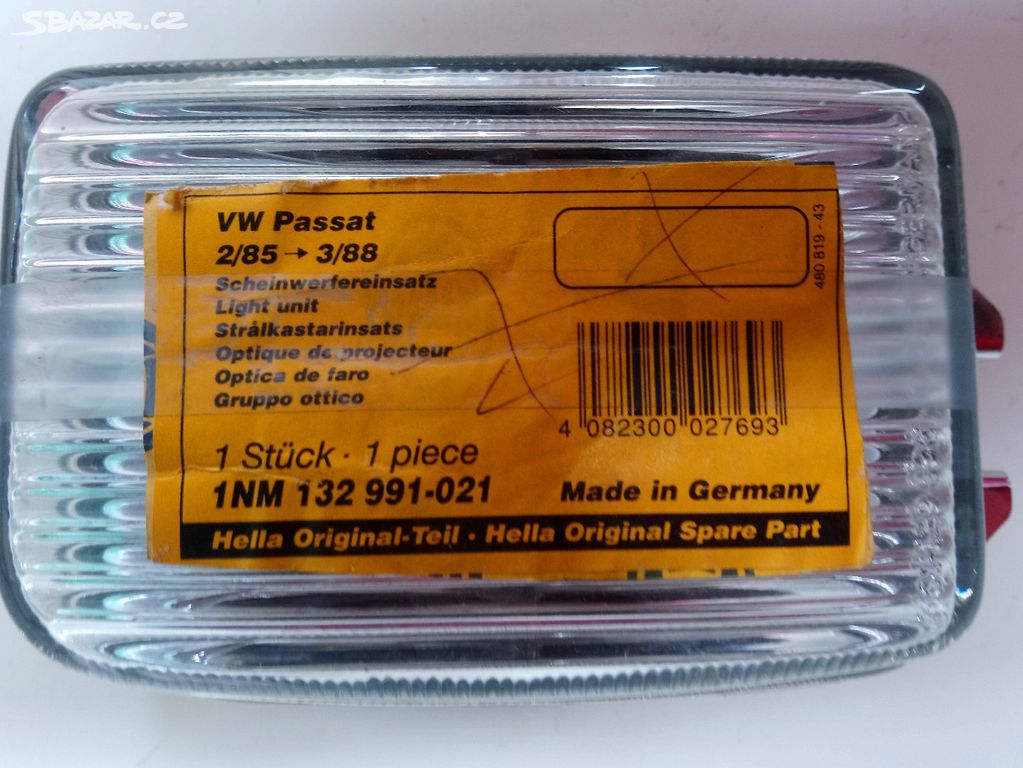 SBAZAR.CZ
VW Passat
2/85 → 3/88
Scheinwerfereinsatz
Light unit
Strålkastarinsats
Optique de projecteur
Optica de faro
Gruppo ottico
1 Stück · 1 piece
1NM 132 991-021
480 819 - 43
4 082300 027693
Made in Germany
Hella Original-Teil · Hella Original Spare Part